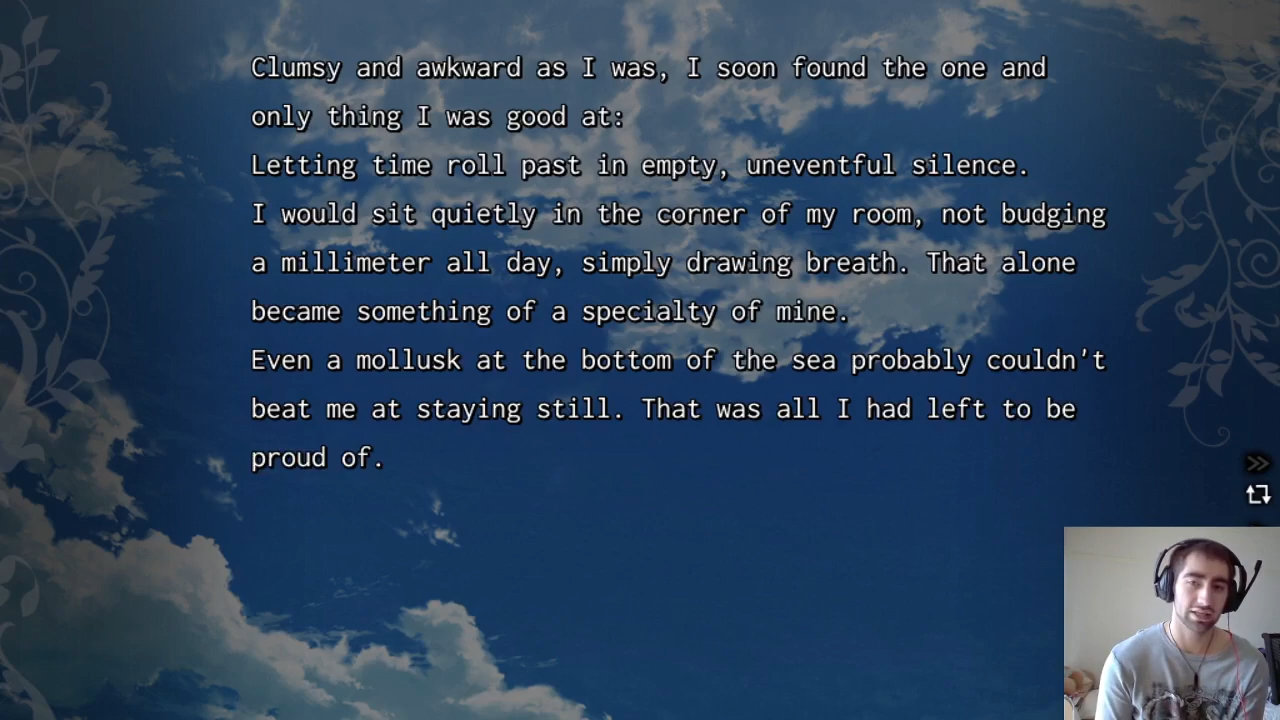 Clumsy and awkward as I was, I soon found the one and
only thing I was good at:
Letting time roll past in empty, uneventful silence.
I would sit quietly in the corner of my room, not budging
a millimeter all day, simply drawing breath. That alone
became something of a specialty of mine.
Even a mollusk at the bottom of the sea probably couldn't
beat me at staying still. That was all I had left to be
proud of.